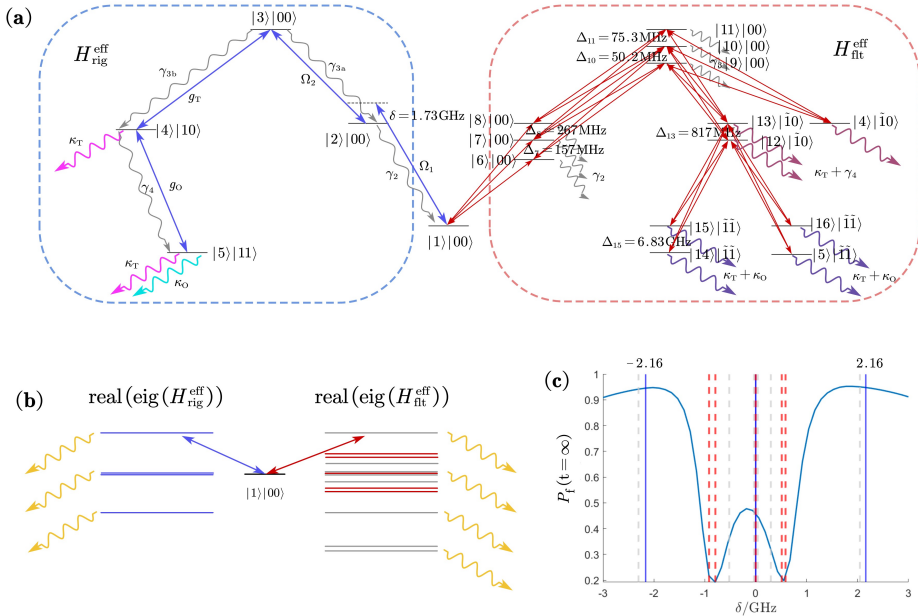 (a)
H_rig^eff
|3⟩|00⟩
γ_3b
g_T
γ_3a
Ω_2
δ = 1.73GHz
|4⟩|10⟩
|2⟩|00⟩
κ_T
γ_4
g_O
γ_2
Ω_1
|1⟩|00⟩
|5⟩|11⟩
κ_T
κ_O
H_flt^eff
|11⟩|00⟩
Δ_11 = 75.3MHz
|10⟩|00⟩
Δ_10 = 50.2MHz
|9⟩|00⟩
|8⟩|00⟩
Δ_8 = 267MHz
|7⟩|00⟩
Δ_7 = 157MHz
|6⟩|00⟩
γ_2
|13⟩|1̃0⟩
|4⟩|1̃0⟩
Δ_13 = 817MHz
|12⟩|1̃0⟩
κ_T + γ_4
|15⟩|1̃1̃⟩
|16⟩|1̃1̃⟩
Δ_15 = 6.83GHz
|14⟩|1̃1̃⟩
|5⟩|1̃1̃⟩
κ_T + κ_O
κ_T + κ_O
(b)
real(eig(H_rig^eff))
real(eig(H_flt^eff))
|1⟩|00⟩
(c)
−2.16
2.16
P_f(t=∞)
1
0.9
0.8
0.7
0.6
0.5
0.4
0.3
0.2
-3
-2
-1
0
1
2
3
δ/GHz